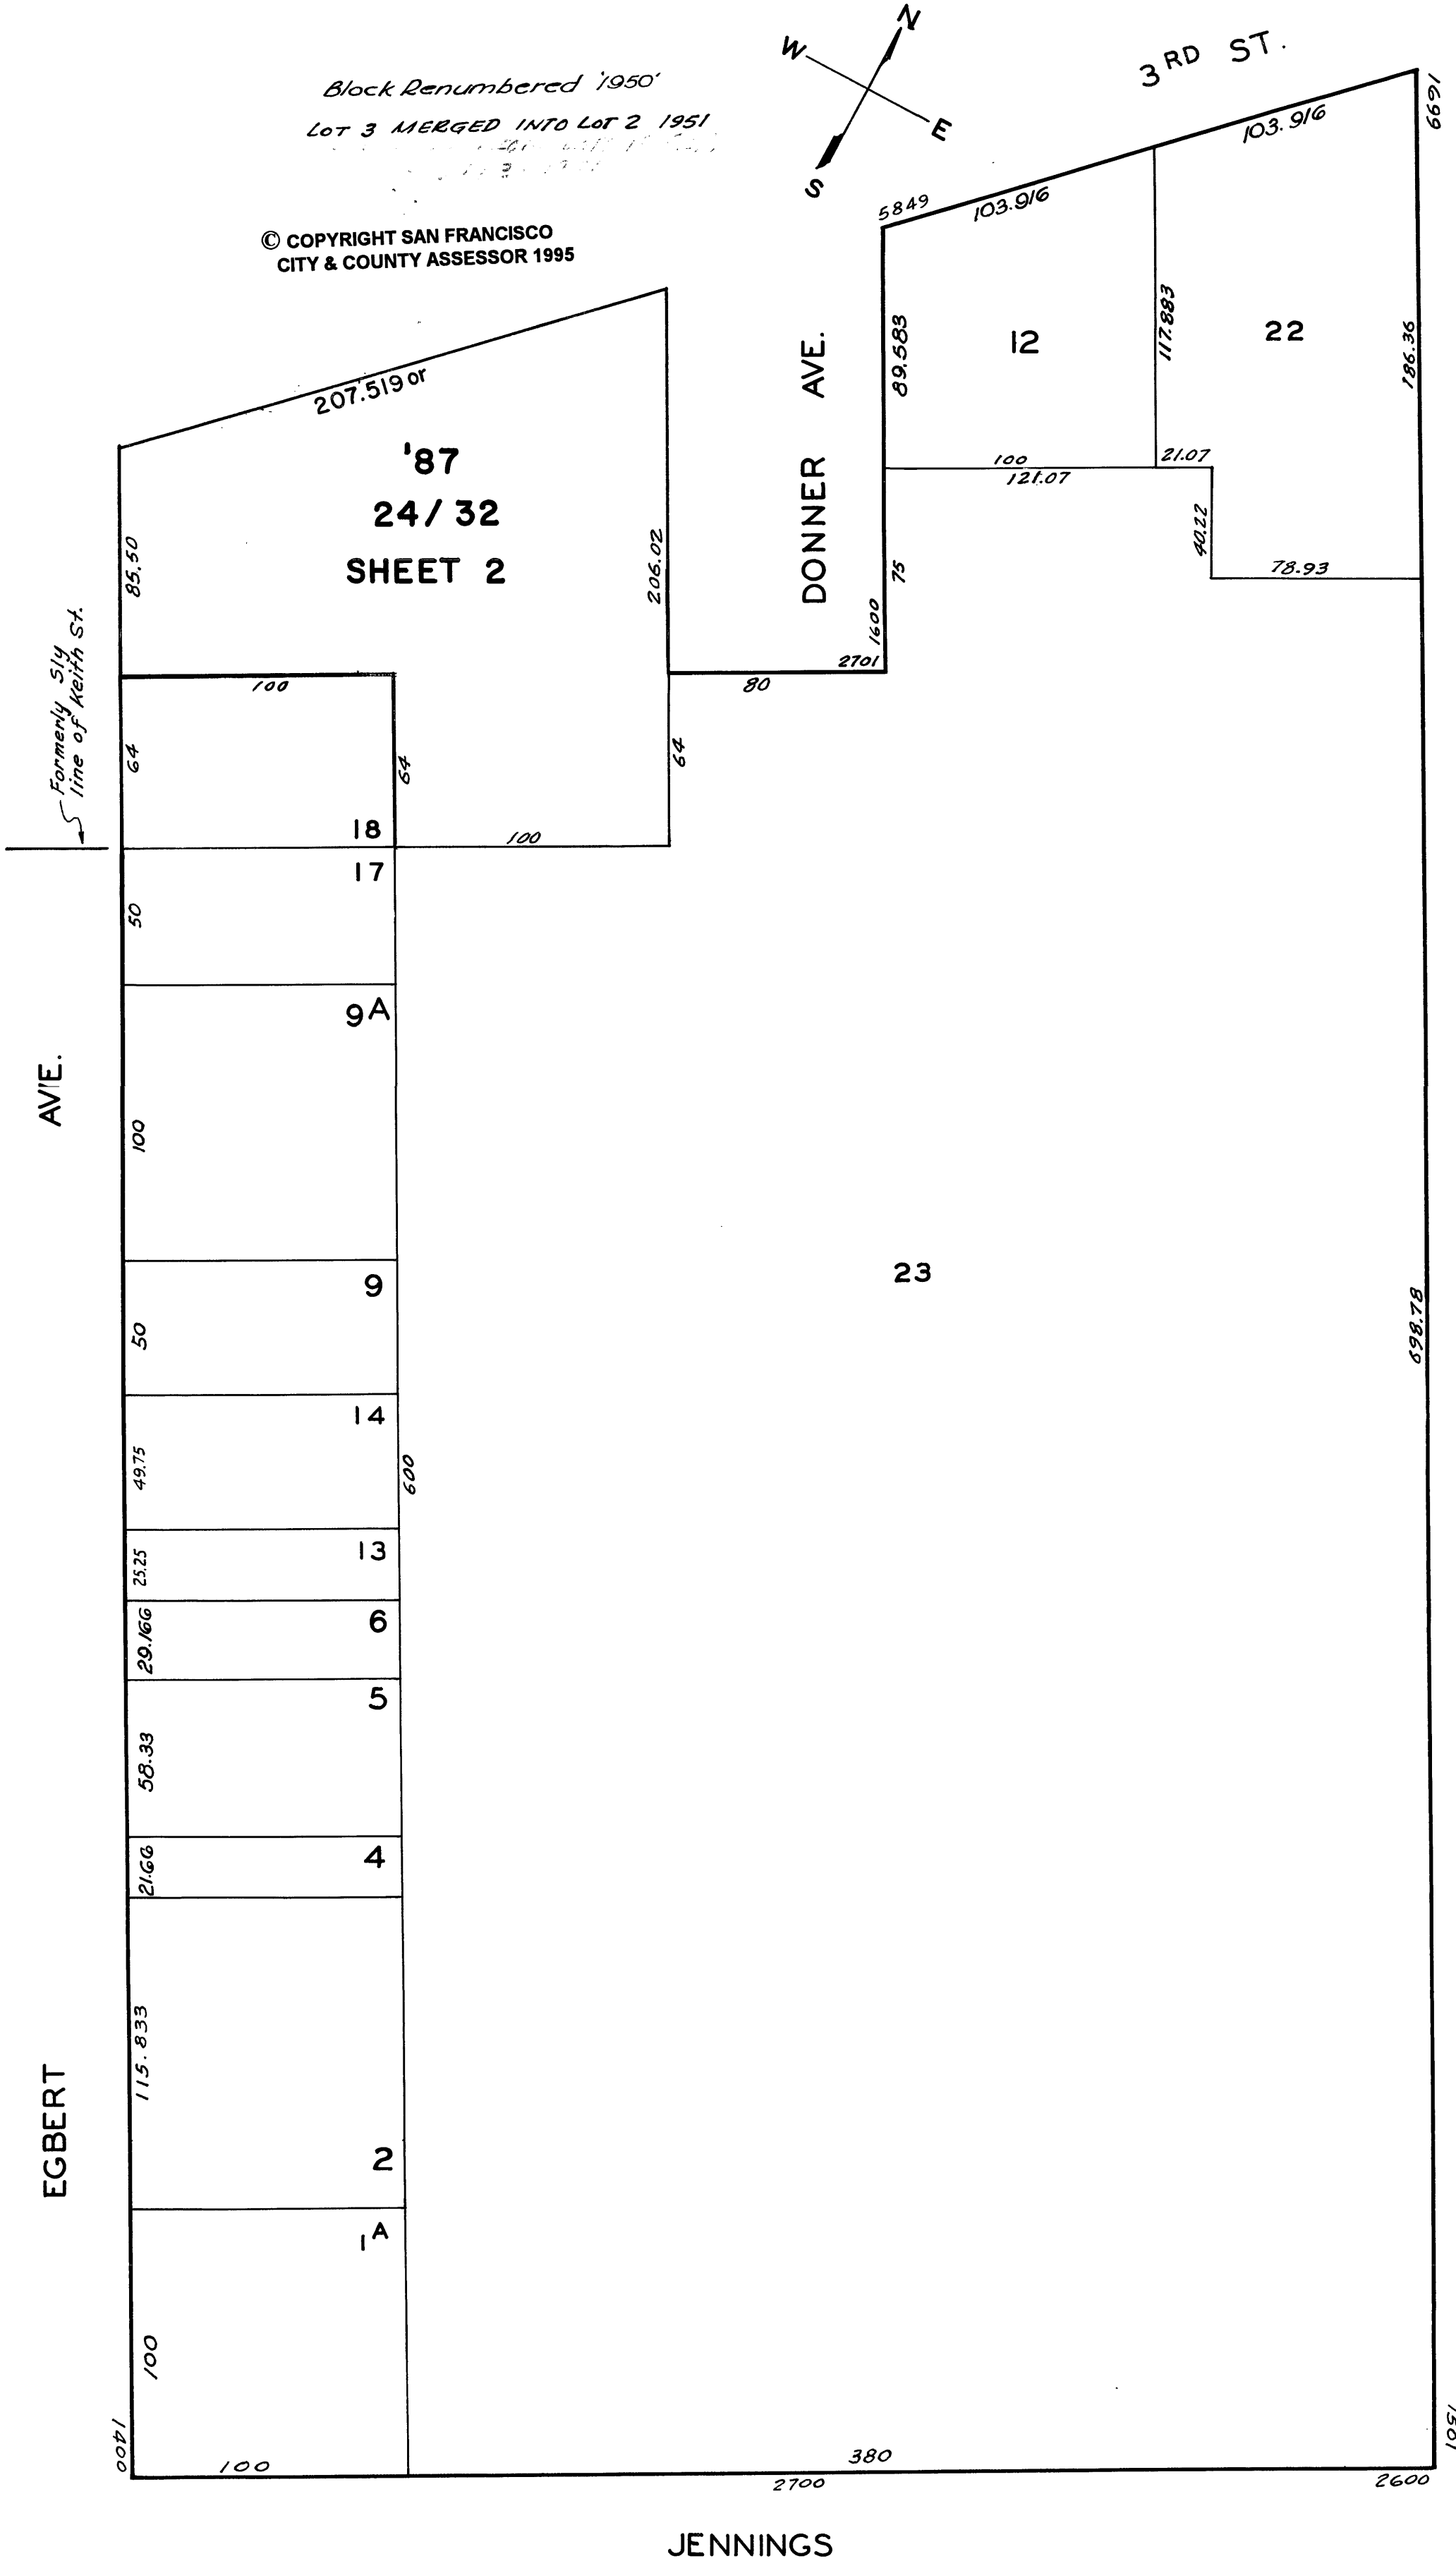 N
W
E
S
3RD ST.
Block Renumbered '1950'
LOT 3 MERGED INTO LOT 2 1951
© COPYRIGHT SAN FRANCISCO
CITY & COUNTY ASSESSOR 1995
1699
103.916
5849
103.916
89.583
12
117.883
22
186.36
207.519 or
'87
24/32
SHEET 2
85.50
206.02
DONNER AVE.
100
21.07
121.07
40.22
75
78.93
1600
2701
80
Formerly Sly
line of Keith St.
100
64
64
64
18
100
17
50
9A
AVE.
100
23
9
50
698.78
14
49.75
600
13
25.25
6
29.166
5
58.33
4
21.66
115.833
2
EGBERT
1A
100
1400
100
380
2700
2600
JENNINGS